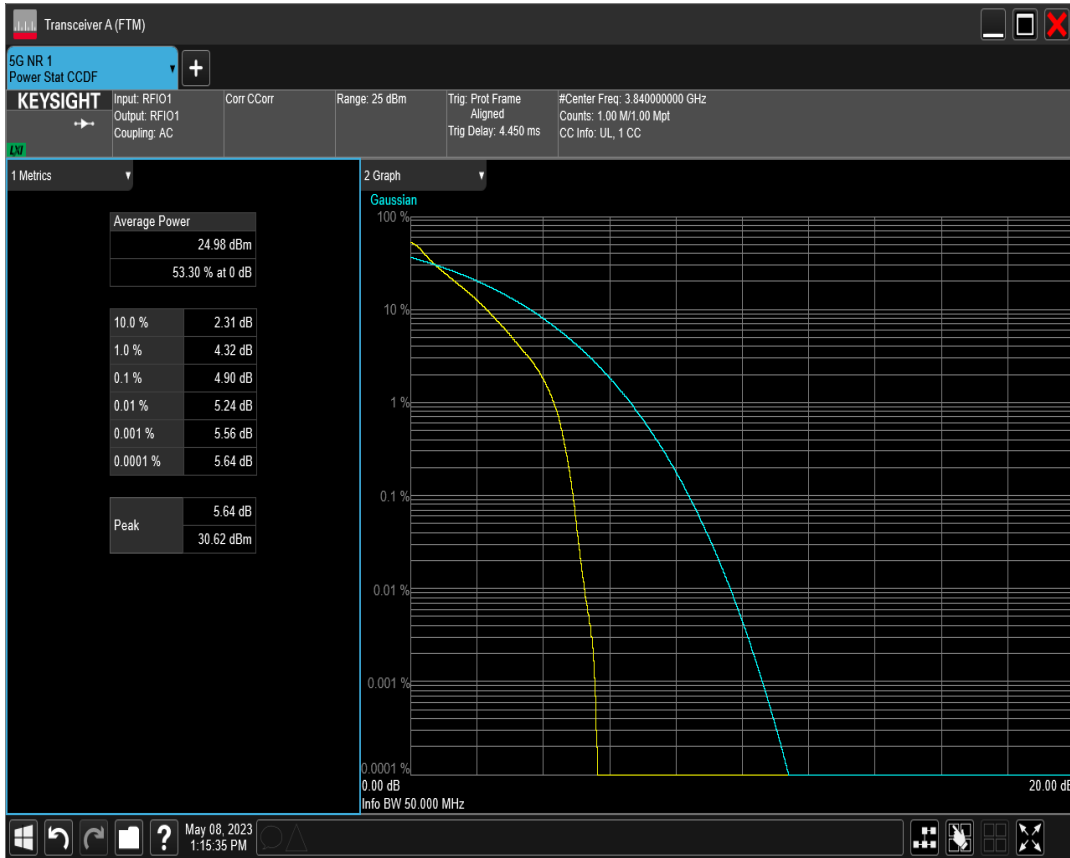 Transceiver A (FTM)
5G NR 1
Power Stat CCDF
KEYSIGHT
LXI
Input: RFIO1
Output: RFIO1
Coupling: AC
Corr CCorr
Range: 25 dBm
Trig: Prot Frame
Aligned
Trig Delay: 4.450 ms
#Center Freq: 3.840000000 GHz
Counts: 1.00 M/1.00 Mpt
CC Info: UL, 1 CC
1 Metrics
Average Power
24.98 dBm
53.30 % at 0 dB
10.0 % 2.31 dB
1.0 % 4.32 dB
0.1 % 4.90 dB
0.01 % 5.24 dB
0.001 % 5.56 dB
0.0001 % 5.64 dB
Peak
5.64 dB
30.62 dBm
2 Graph
Gaussian
100 %
10 %
1 %
0.1 %
0.01 %
0.001 %
0.0001 %
0.00 dB
20.00 dB
Info BW 50.000 MHz
?
May 08, 2023
1:15:35 PM